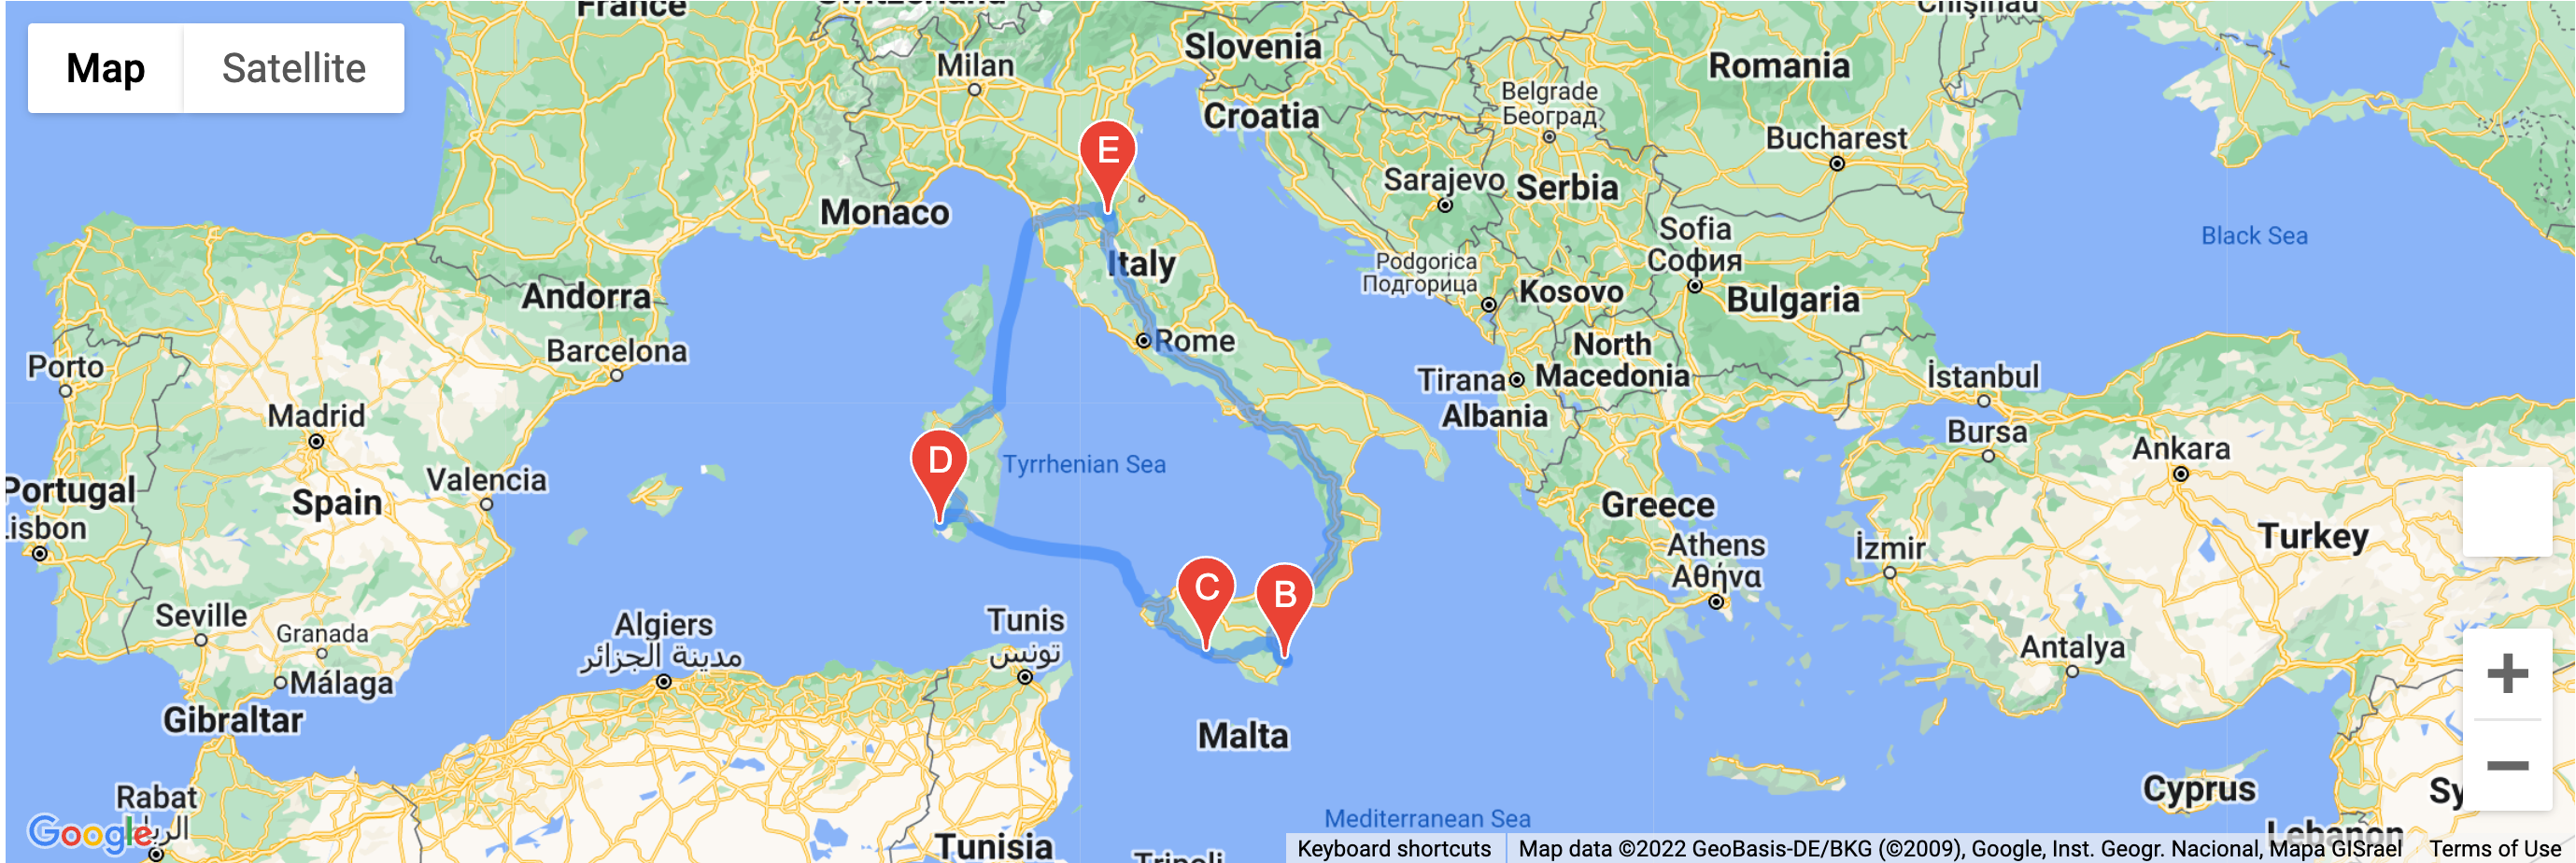 France
Switzerland
Chișinău
Map
Satellite
Milan
Slovenia
Romania
Croatia
Belgrade
Београд
Bucharest
E
Monaco
Sarajevo
Serbia
Sofia
София
Black Sea
Italy
Podgorica
Подгорица
Kosovo
Bulgaria
Andorra
Rome
North
Macedonia
Porto
Barcelona
Tirana
Albania
İstanbul
Madrid
Bursa
Ankara
D
Tyrrhenian Sea
Portugal
Spain
Valencia
Greece
Lisbon
Athens
Αθήνα
İzmir
Turkey
C
B
Seville
Granada
Algiers
مدينة الجزائر
Tunis
تونس
Málaga
Antalya
Gibraltar
Malta
Rabat
الرباط
Cyprus
Sy
Google
Mediterranean Sea
Tunisia
Tripoli
Lebanon
Keyboard shortcuts
Map data ©2022 GeoBasis-DE/BKG (©2009), Google, Inst. Geogr. Nacional, Mapa GISrael
Terms of Use